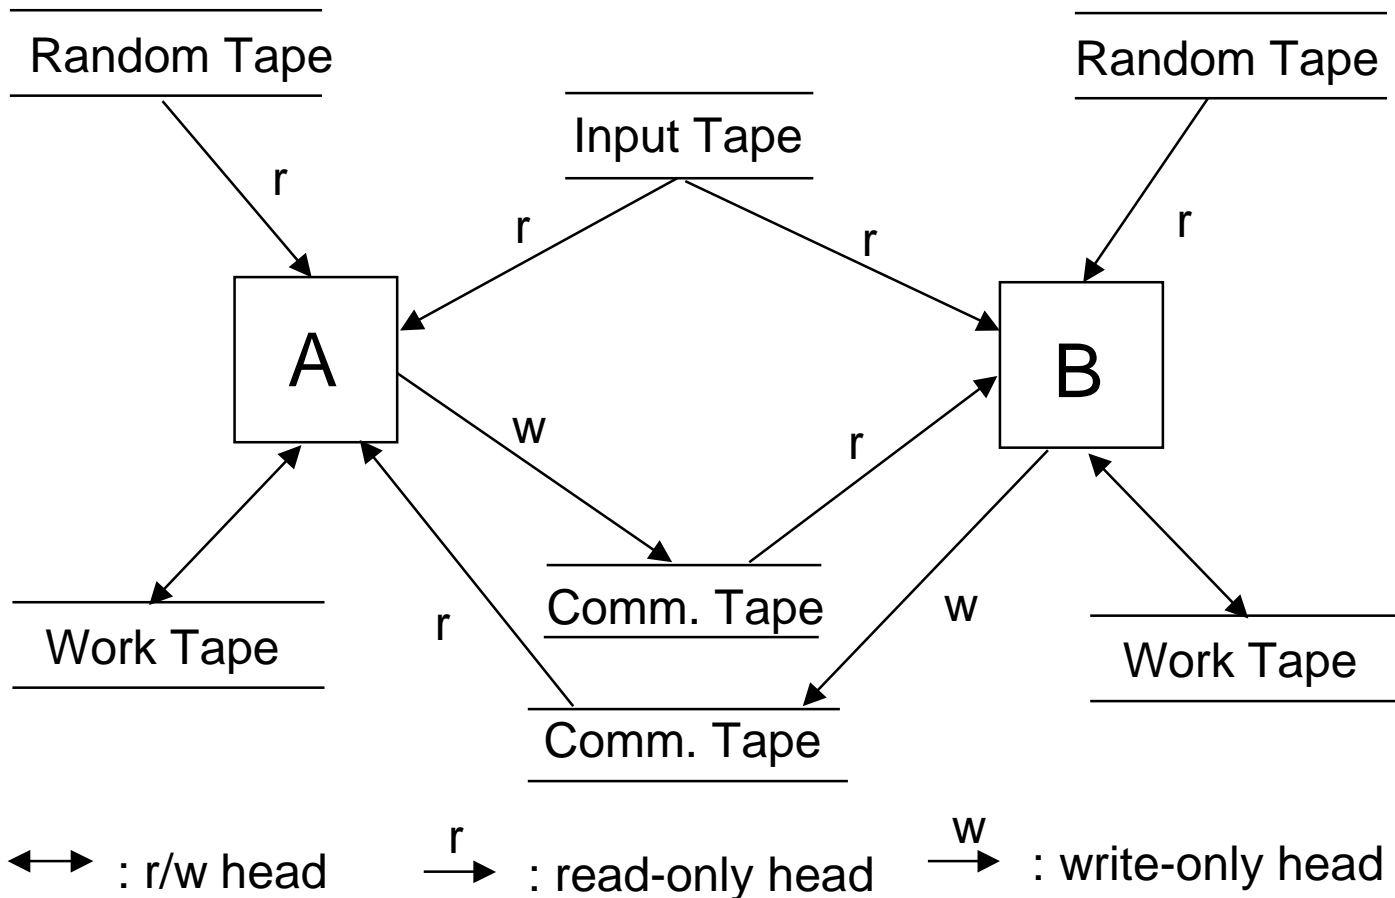 Random Tape
Random Tape
Input Tape
r
r
r
r
A
B
w
r
Comm. Tape
w
r
Work Tape
Work Tape
Comm. Tape
r
w
: r/w head
: read-only head
: write-only head